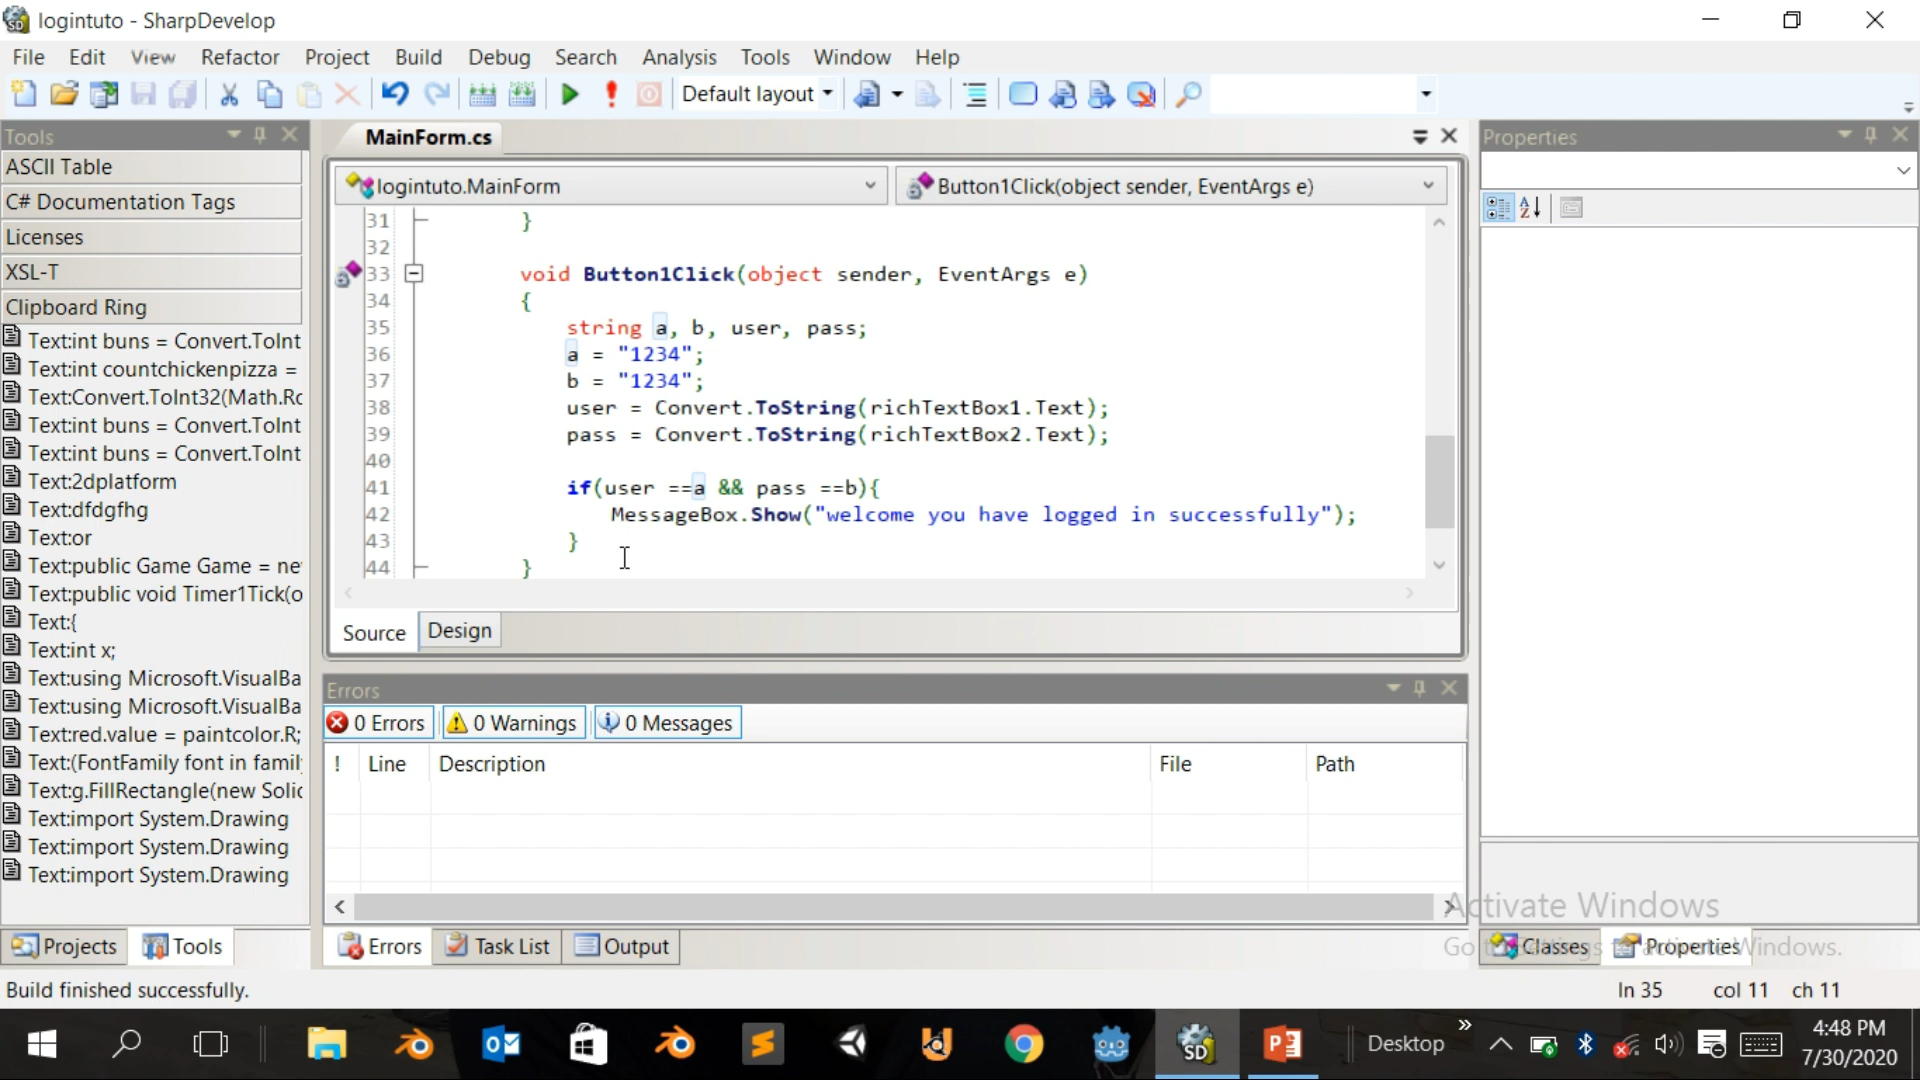 logintuto - SharpDevelop
File Edit View Refactor Project Build Debug Search Analysis Tools Window Help
Default layout
Tools
ASCII Table
C# Documentation Tags
Licenses
XSL-T
Clipboard Ring
Text:int buns = Convert.ToInt
Text:int countchickenpizza =
Text:Convert.ToInt32(Math.Ro
Text:int buns = Convert.ToInt
Text:int buns = Convert.ToInt
Text:2dplatform
Text:dfdgfhg
Text:or
Text:public Game Game = ne
Text:public void Timer1Tick(o
Text:{
Text:int x;
Text:using Microsoft.VisualBa
Text:using Microsoft.VisualBa
Text:red.value = paintcolor.R;
Text:(FontFamily font in famil
Text:g.FillRectangle(new Solid
Text:import System.Drawing
Text:import System.Drawing
Text:import System.Drawing
Projects Tools
MainForm.cs
logintuto.MainForm Button1Click(object sender, EventArgs e)
31 }
32
33 void Button1Click(object sender, EventArgs e)
34 {
35 string a, b, user, pass;
36 a = "1234";
37 b = "1234";
38 user = Convert.ToString(richTextBox1.Text);
39 pass = Convert.ToString(richTextBox2.Text);
40
41 if(user ==a && pass ==b){
42 MessageBox.Show("welcome you have logged in successfully");
43 }
44 }
Source Design
Errors
0 Errors 0 Warnings 0 Messages
! Line Description File Path
Errors Task List Output
Properties
Activate Windows
Go to Settings to activate Windows.
Classes Properties
Build finished successfully.
ln 35 col 11 ch 11
Desktop
4:48 PM
7/30/2020